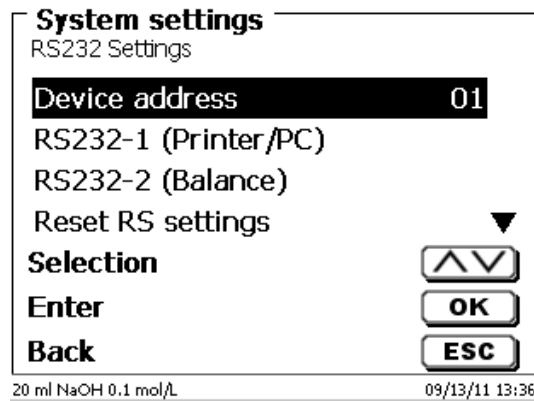 System settings
RS232 Settings
Device address 01
RS232-1 (Printer/PC)
RS232-2 (Balance)
Reset RS settings
Selection
Enter OK
Back ESC
20 ml NaOH 0.1 mol/L 09/13/11 13:36